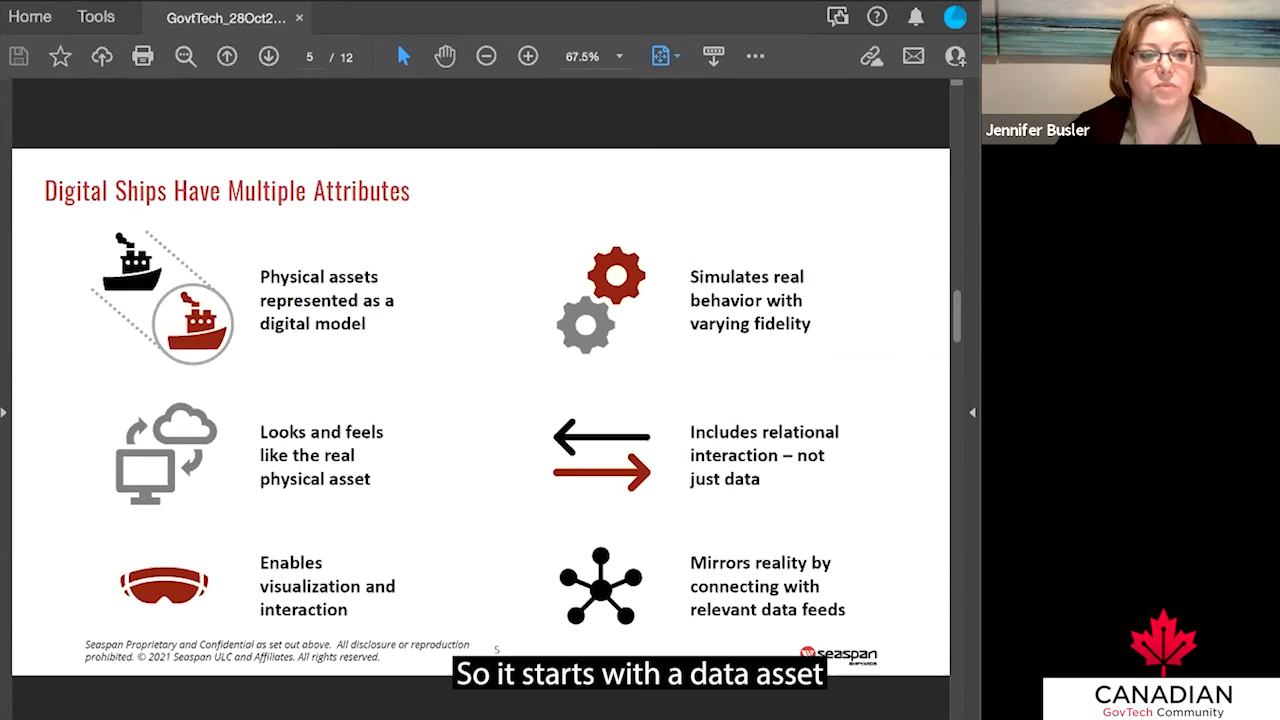 Home
Tools
GovtTech_28Oct2...
5 / 12
67.5%
Jennifer Busler
Digital Ships Have Multiple Attributes
Physical assets
represented as a
digital model
Simulates real
behavior with
varying fidelity
Looks and feels
like the real
physical asset
Includes relational
interaction – not
just data
Enables
visualization and
interaction
Mirrors reality by
connecting with
relevant data feeds
Seaspan Proprietary and Confidential as set out above. All disclosure or reproduction
prohibited. © 2021 Seaspan ULC and Affiliates. All rights reserved.
5
seaspan
SHIPYARDS
So it starts with a data asset
CANADIAN
GovTech Community